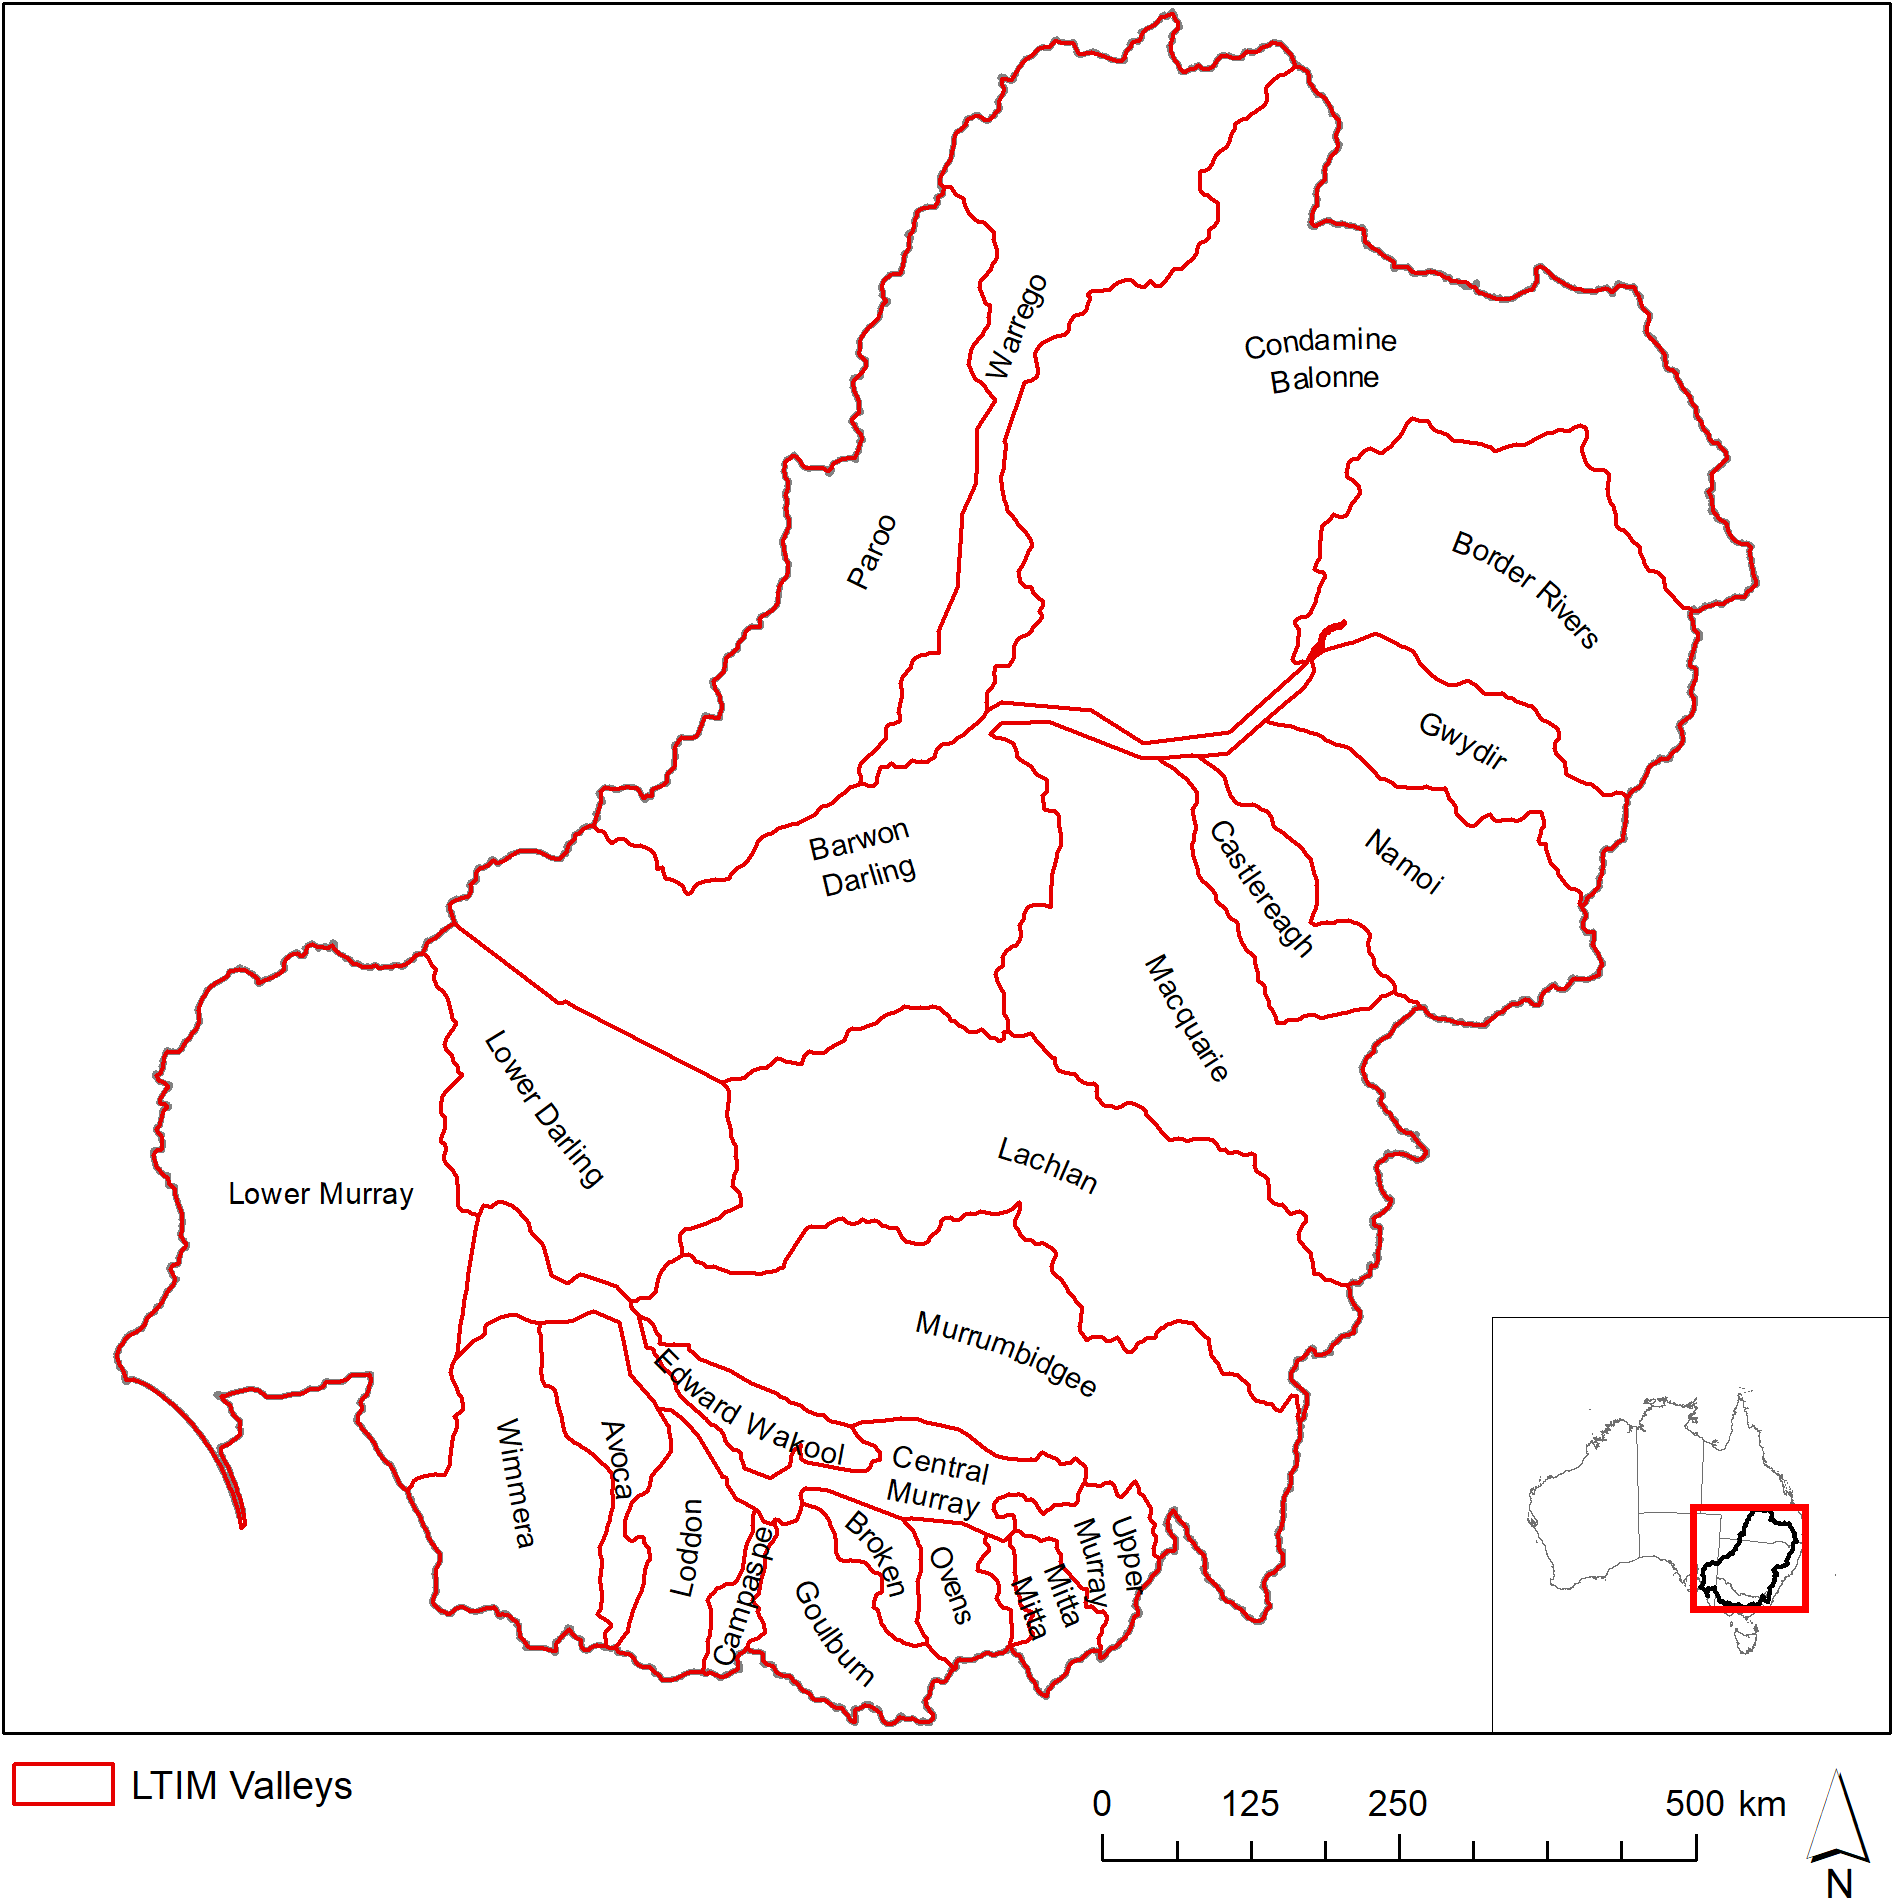 Warrego
Condamine
Balonne
Paroo
Border Rivers
Gwydir
Barwon
Darling
Castlereagh
Namoi
Macquarie
Lower Darling
Lachlan
Lower Murray
Murrumbidgee
Edward Wakool
Central
Murray
Wimmera
Avoca
Loddon
Campaspe
Goulburn
Broken
Ovens
Mitta
Mitta
Upper
Murray
LTIM Valleys
0 125 250 500 km
N